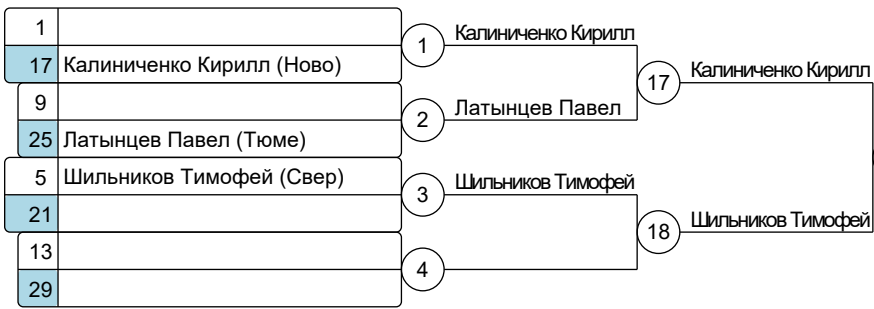 1
17 Калиниченко Кирилл (Ново)
9
25 Латынцев Павел (Тюме)
5 Шильников Тимофей (Свер)
21
13
29
1 Калиниченко Кирилл
2 Латынцев Павел
3 Шильников Тимофей
4
17 Калиниченко Кирилл
18 Шильников Тимофей